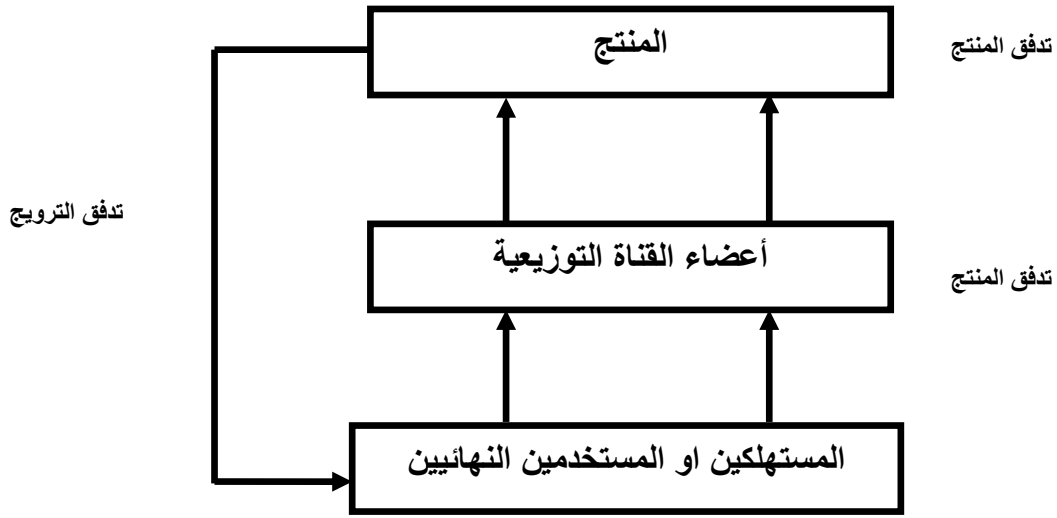 المنتج
تدفق المنتج
تدفق الترويج
أعضاء القناة التوزيعية
تدفق المنتج
المستهلكين او المستخدمين النهائيين